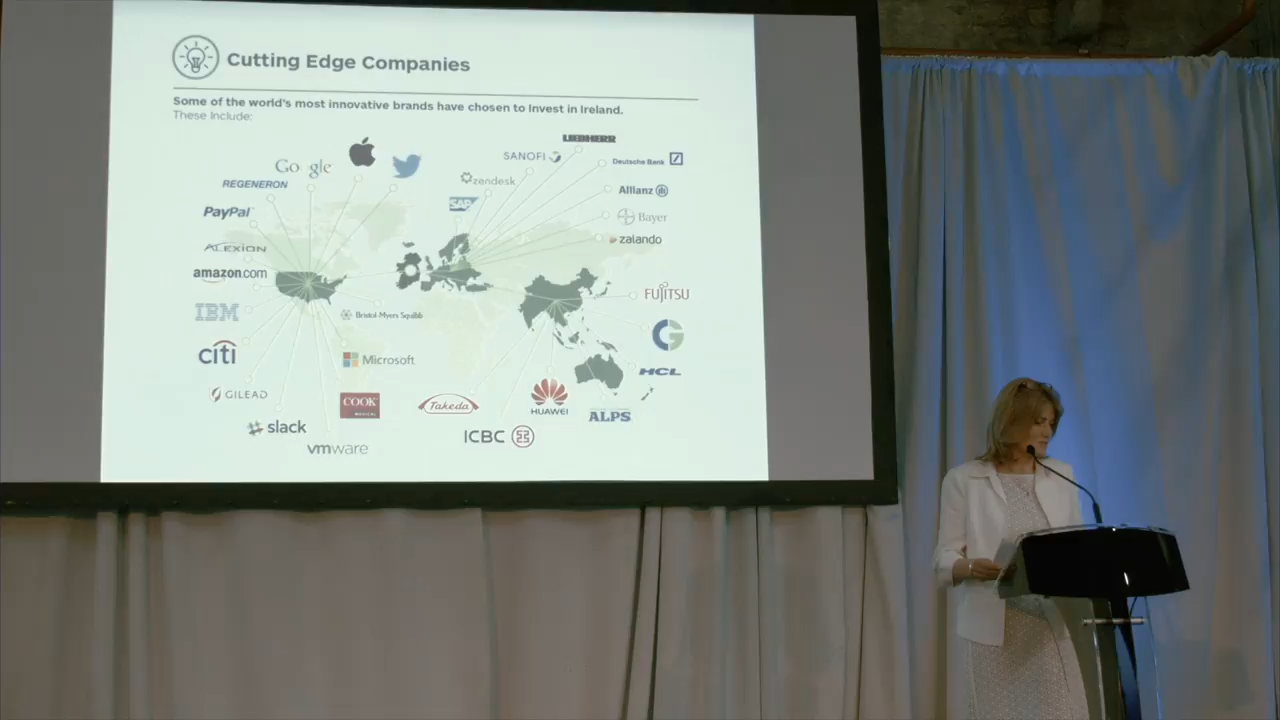 Cutting Edge Companies
Some of the world's most innovative brands have chosen to Invest in Ireland.
These Include:
LIEBHERR
SANOFI
Deutsche Bank
Google
zendesk
REGENERON
Allianz
SAP
PayPal
Bayer
zalando
ALEXION
amazon.com
FUJITSU
IBM
Bristol-Myers Squibb
citi
Microsoft
HCL
GILEAD
COOK
MEDICAL
Takeda
HUAWEI
ALPS
slack
ICBC
vmware